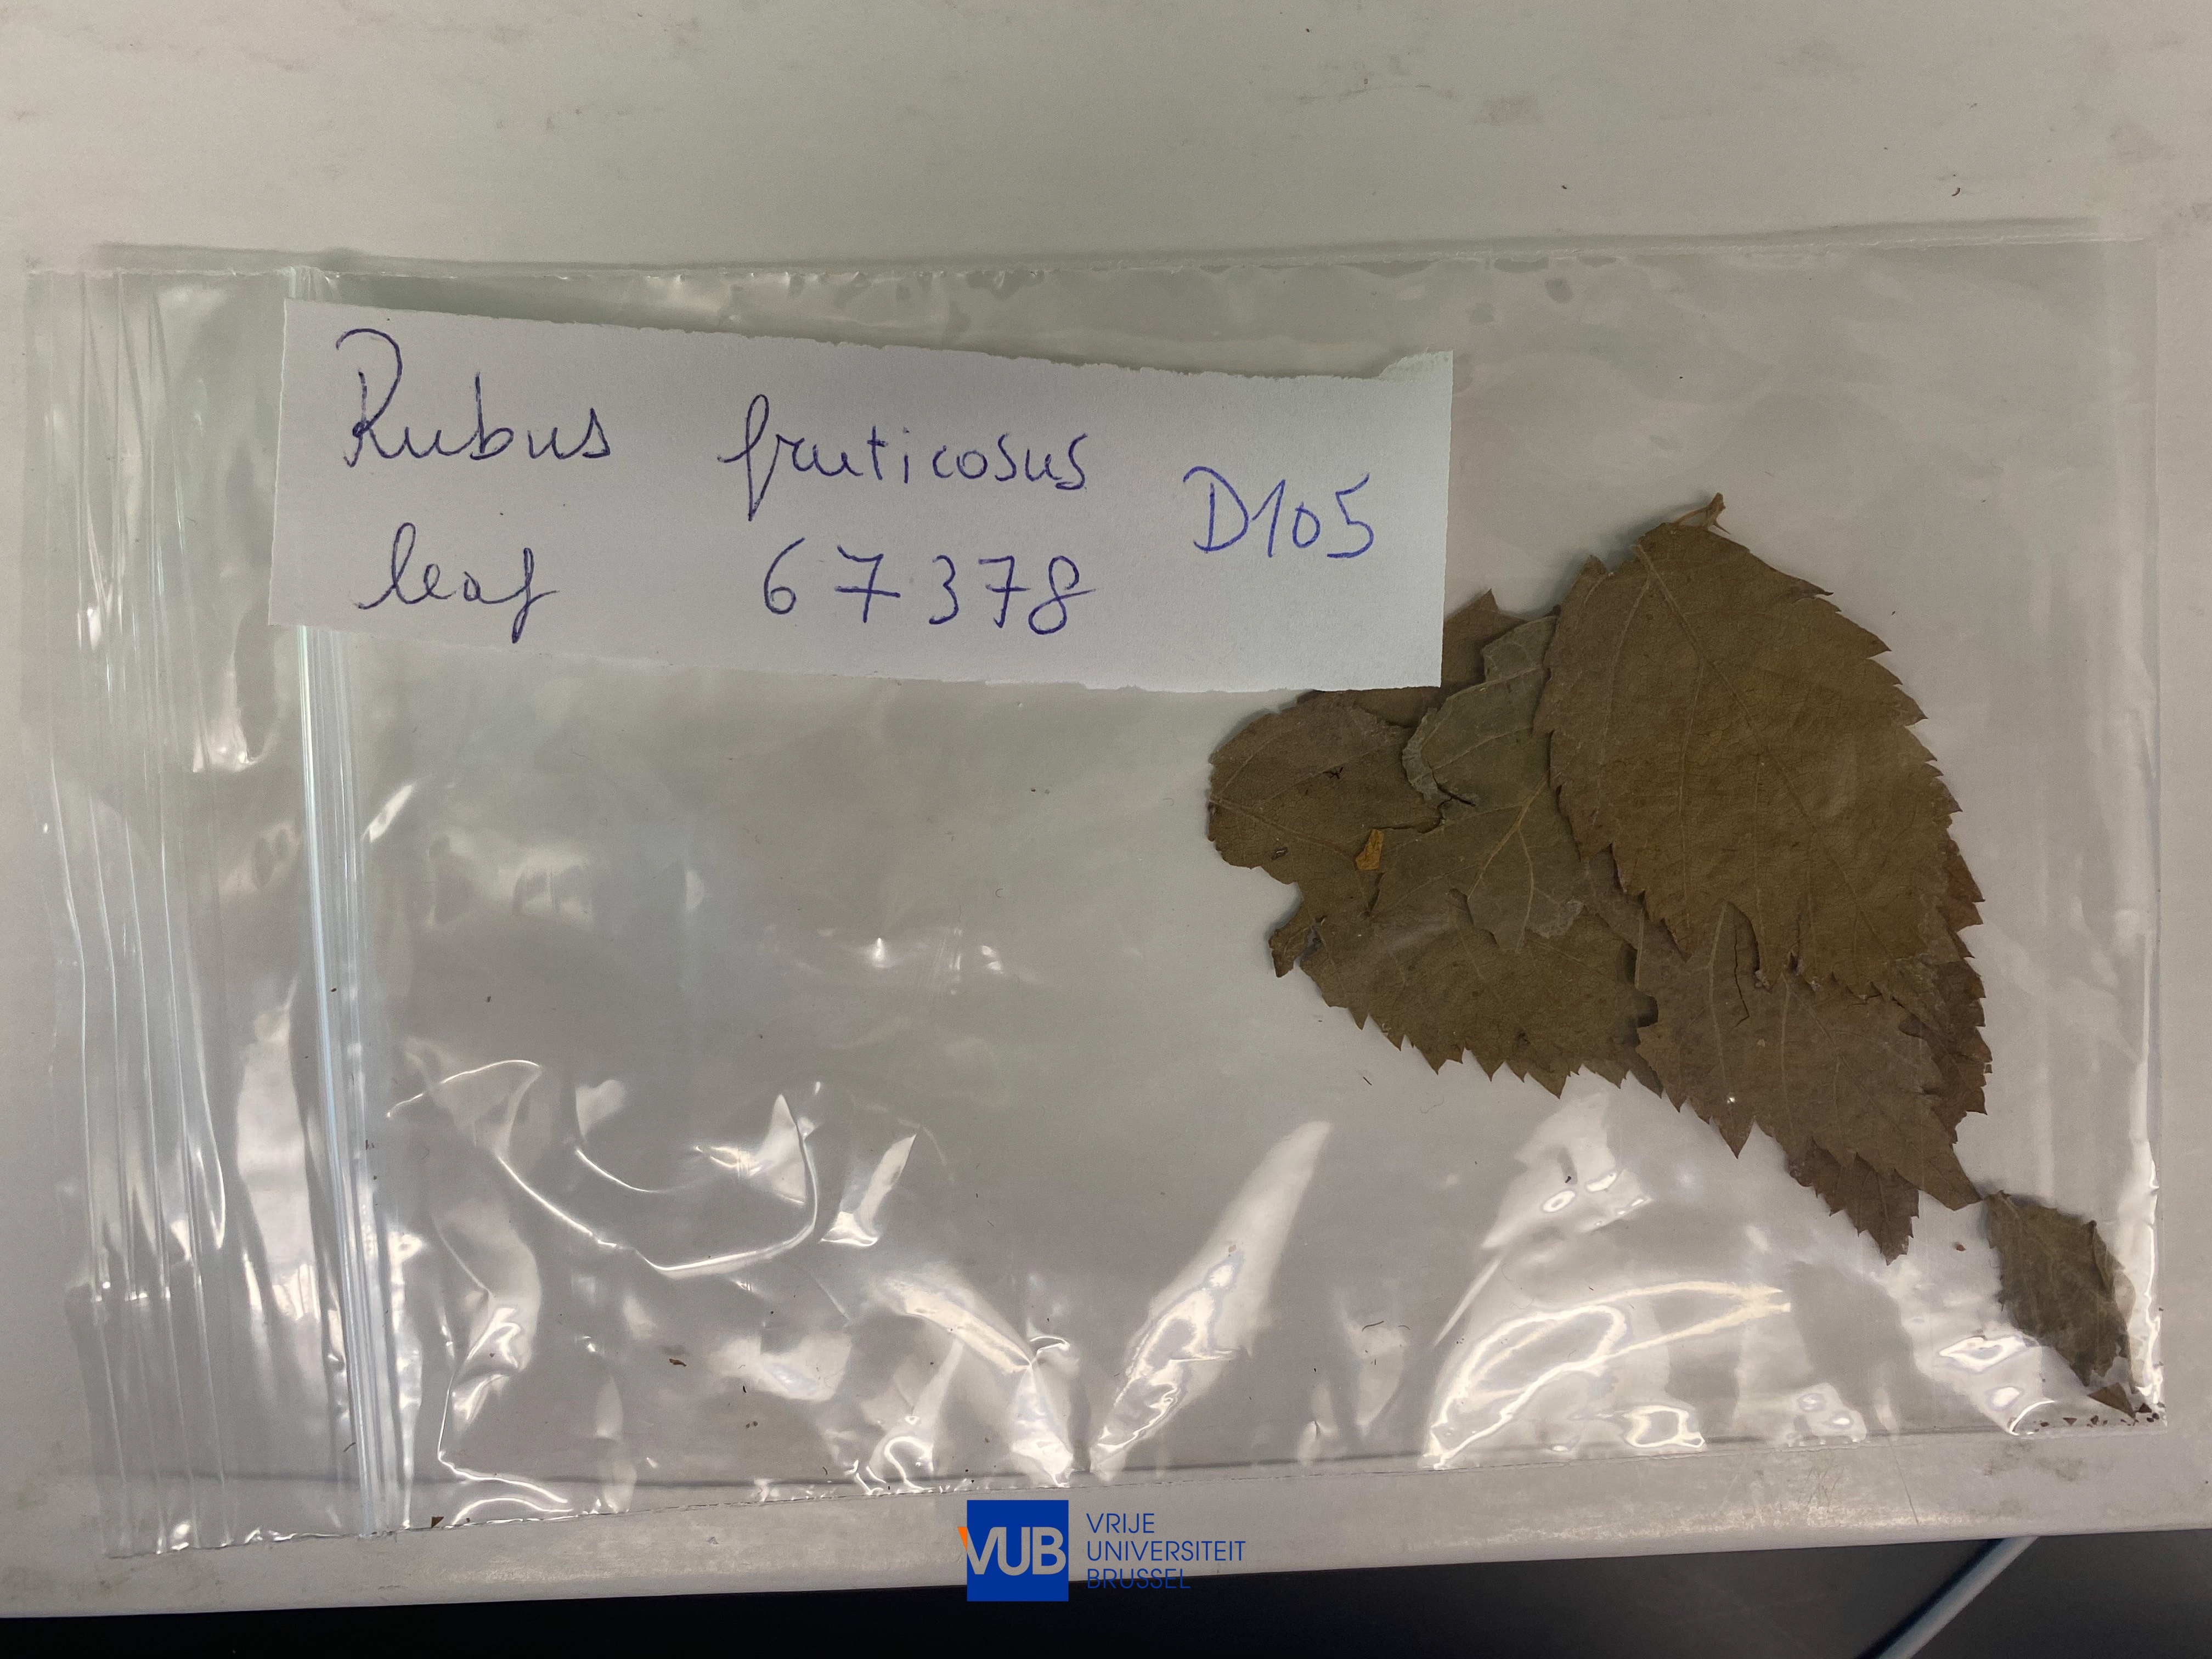 Rubus fruticosus
leaf 67378
D105
VUB
VRIJE
UNIVERSITEIT
BRUSSEL